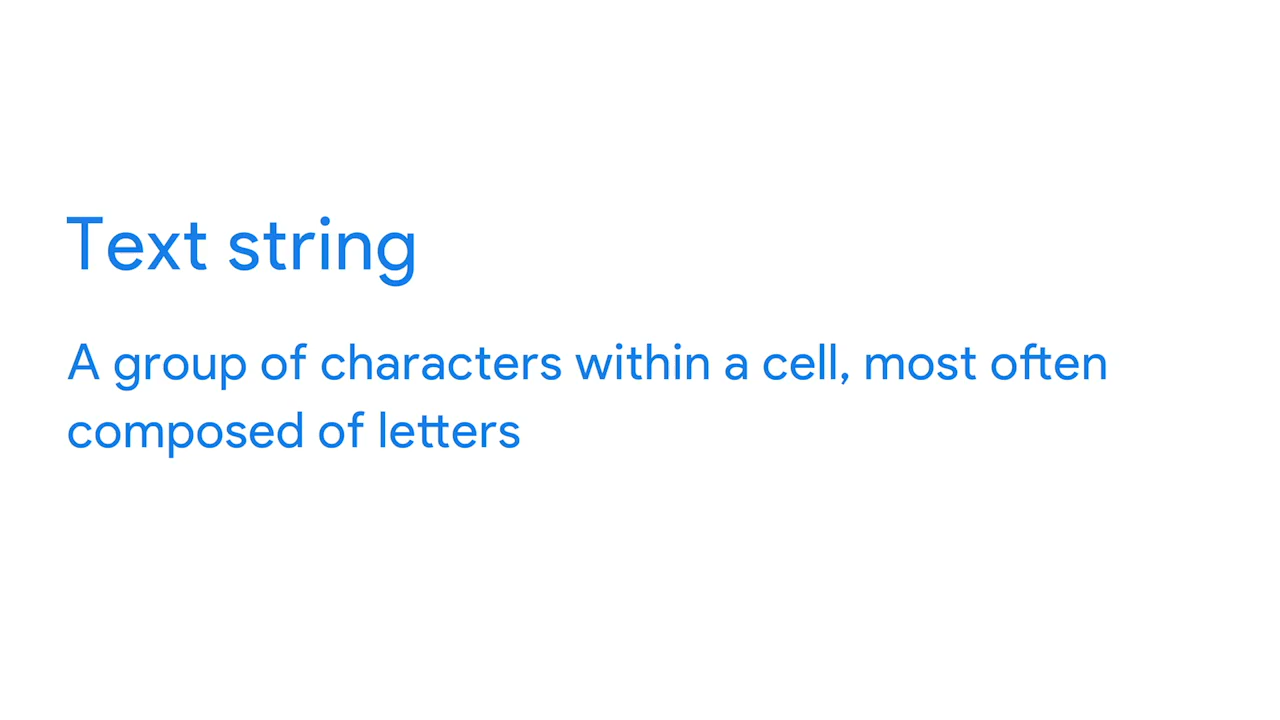 Text string
A group of characters within a cell, most often
composed of letters